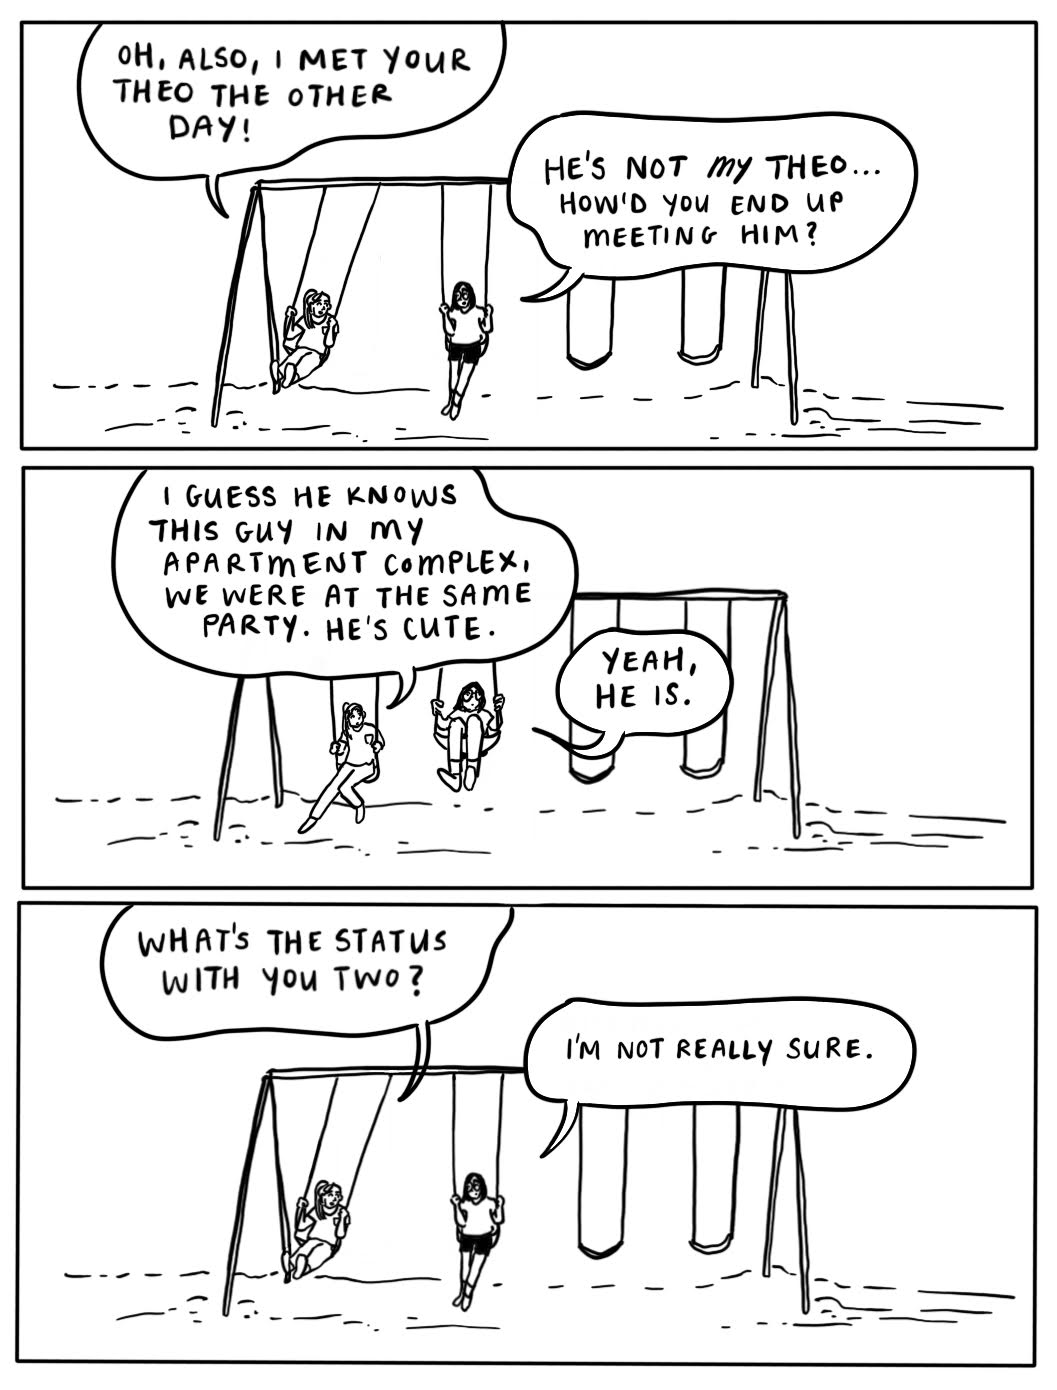 OH, ALSO, I MET YOUR
THEO THE OTHER
DAY!
HE'S NOT my THEO...
HOW'D YOU END UP
MEETING HIM?
I GUESS HE KNOWS
THIS GUY IN MY
APARTMENT COMPLEX,
WE WERE AT THE SAME
PARTY. HE'S CUTE.
YEAH,
HE IS.
WHAT'S THE STATUS
WITH YOU TWO?
I'M NOT REALLY SURE.